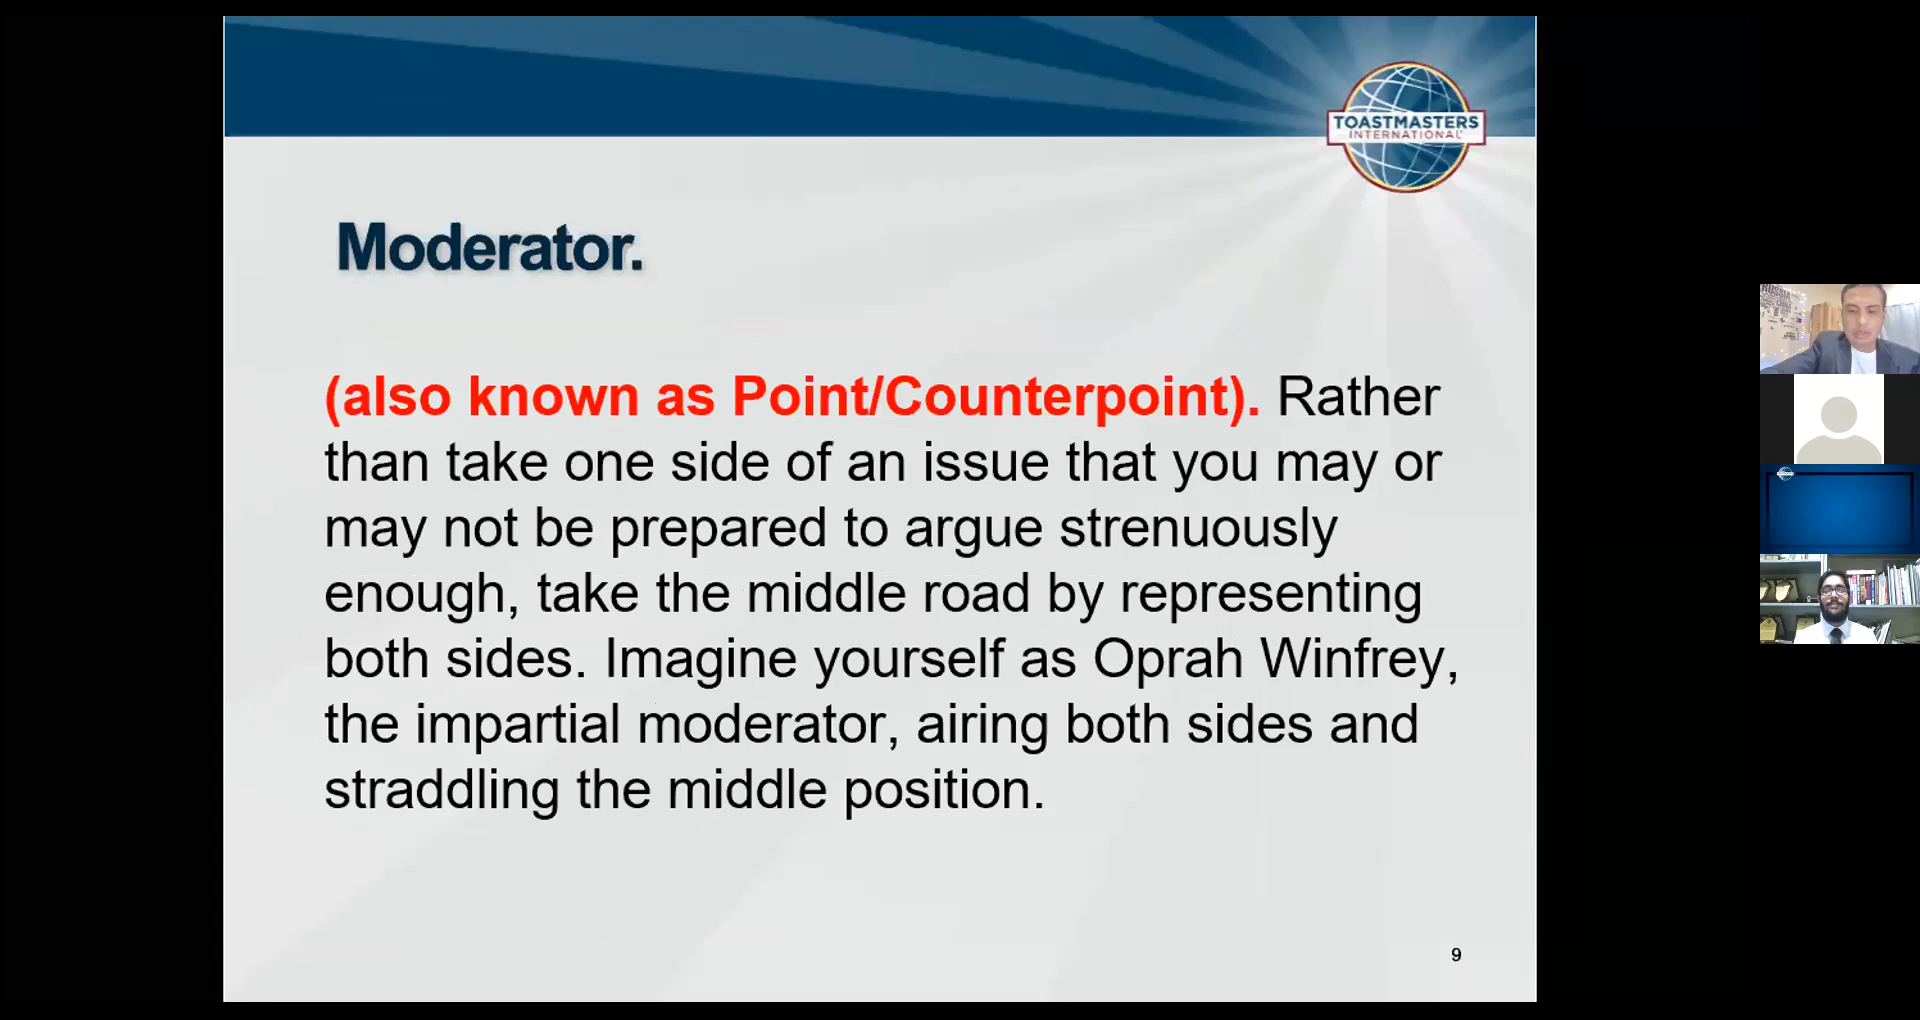 TOASTMASTERS
INTERNATIONAL
Moderator.
(also known as Point/Counterpoint). Rather
than take one side of an issue that you may or
may not be prepared to argue strenuously
enough, take the middle road by representing
both sides. Imagine yourself as Oprah Winfrey,
the impartial moderator, airing both sides and
straddling the middle position.
9
RUSSIA